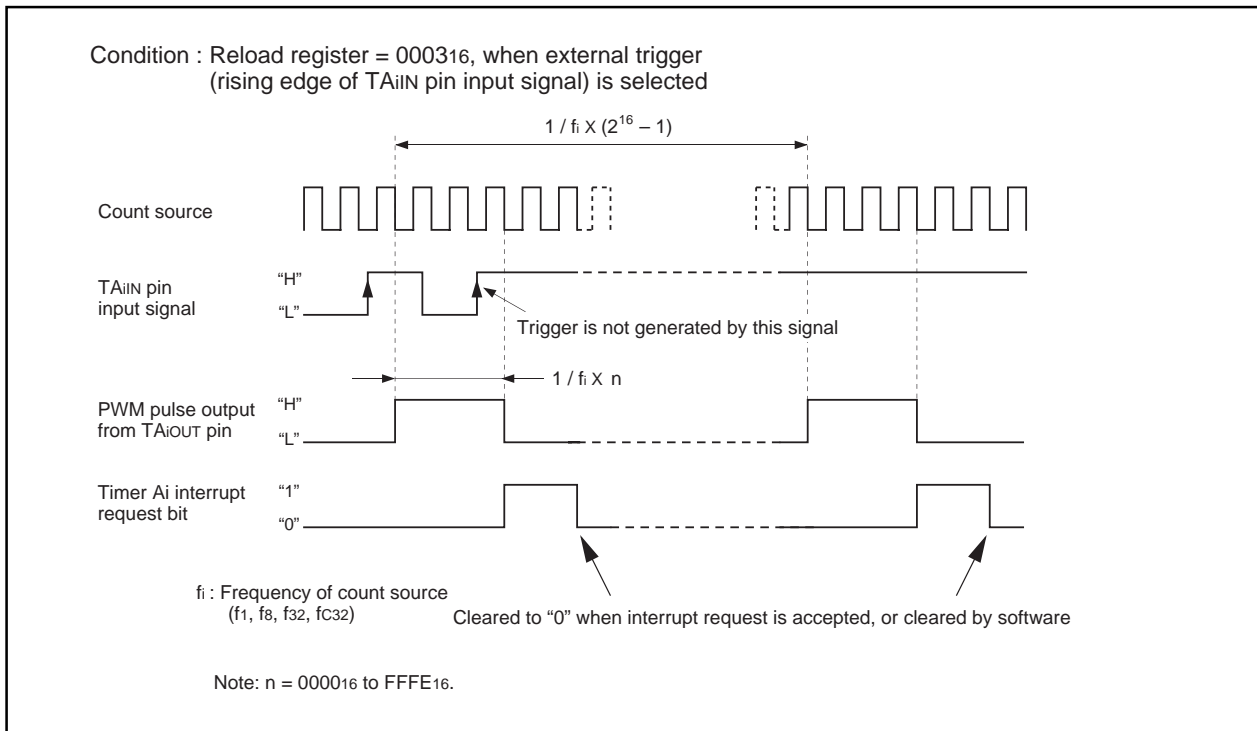 Condition : Reload register = 000316, when external trigger
(rising edge of TAiIN pin input signal) is selected
1 / fi X (2^16 – 1)
Count source
TAiIN pin
input signal
“H”
“L”
Trigger is not generated by this signal
1 / fi X n
PWM pulse output
from TAiOUT pin
“H”
“L”
Timer Ai interrupt
request bit
“1”
“0”
fi : Frequency of count source
(f1, f8, f32, fC32)
Cleared to “0” when interrupt request is accepted, or cleared by software
Note: n = 000016 to FFFE16.